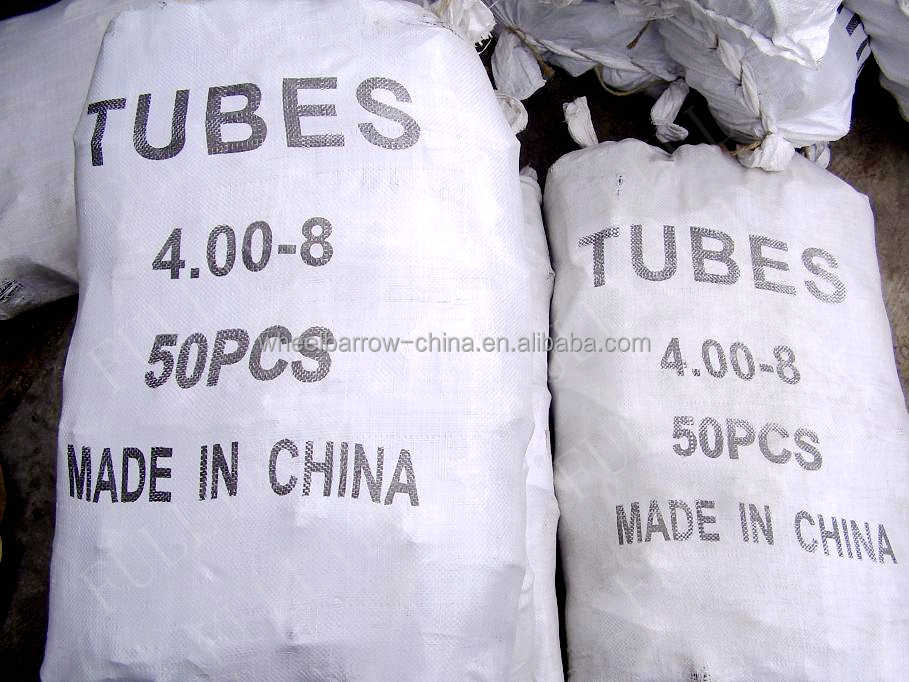 TUBES
4.00-8
50PCS
MADE IN CHINA
TUBES
4.00-8
50PCS
MADE IN CHINA
wheelbarrow-china.en.alibaba.com